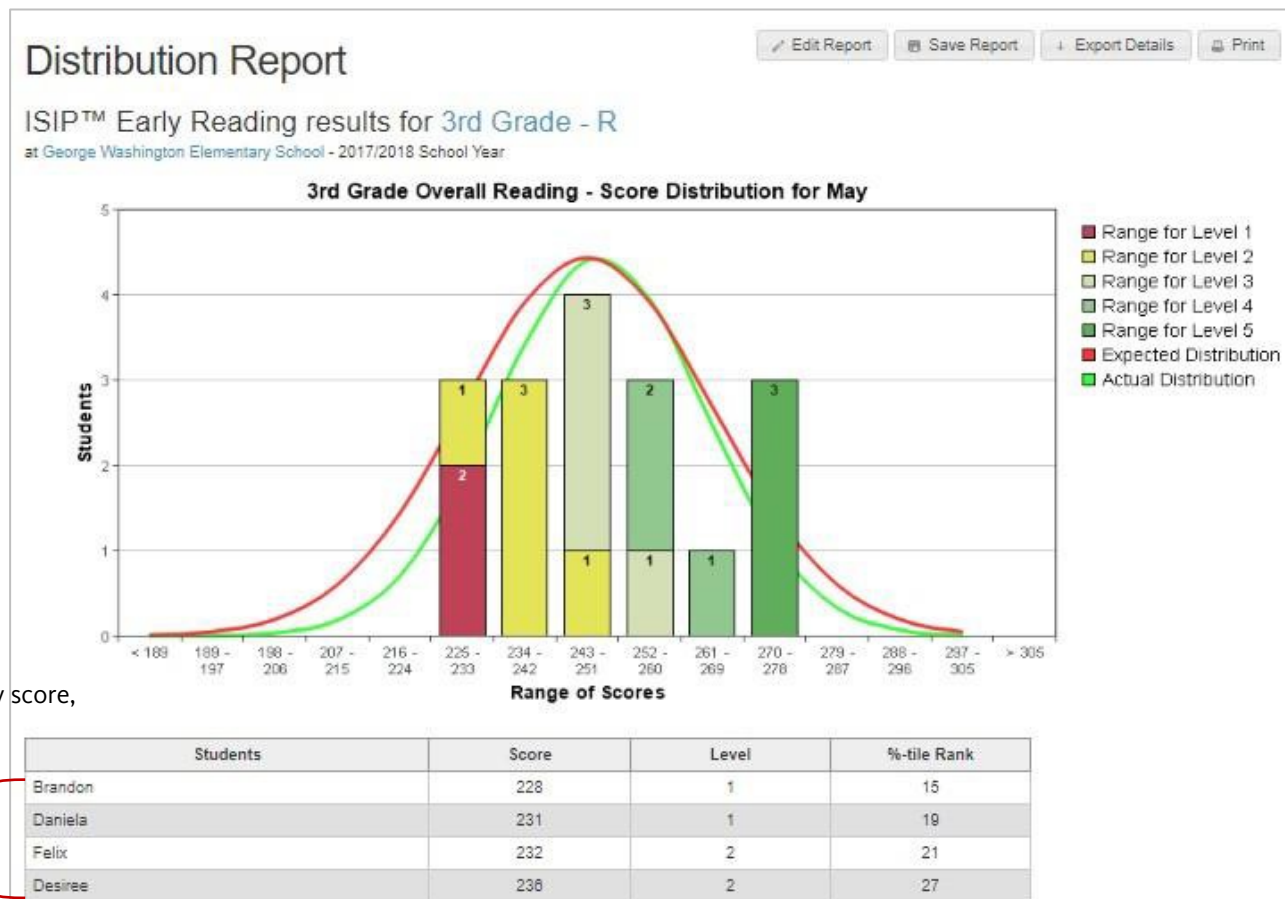 Distribution Report
Edit Report
Save Report
Export Details
Print
ISIP™ Early Reading results for 3rd Grade - R
at George Washington Elementary School - 2017/2018 School Year
3rd Grade Overall Reading - Score Distribution for May
Students
5
4
3
2
1
0
1
2
3
3
1
2
1
1
3
< 189
189 - 197
198 - 206
207 - 215
216 - 224
225 - 233
234 - 242
243 - 251
252 - 260
261 - 269
270 - 278
279 - 287
288 - 296
297 - 305
> 305
Range of Scores
Range for Level 1
Range for Level 2
Range for Level 3
Range for Level 4
Range for Level 5
Expected Distribution
Actual Distribution
score,
Students Score Level %-tile Rank
Brandon 228 1 15
Daniela 231 1 19
Felix 232 2 21
Desiree 236 2 27